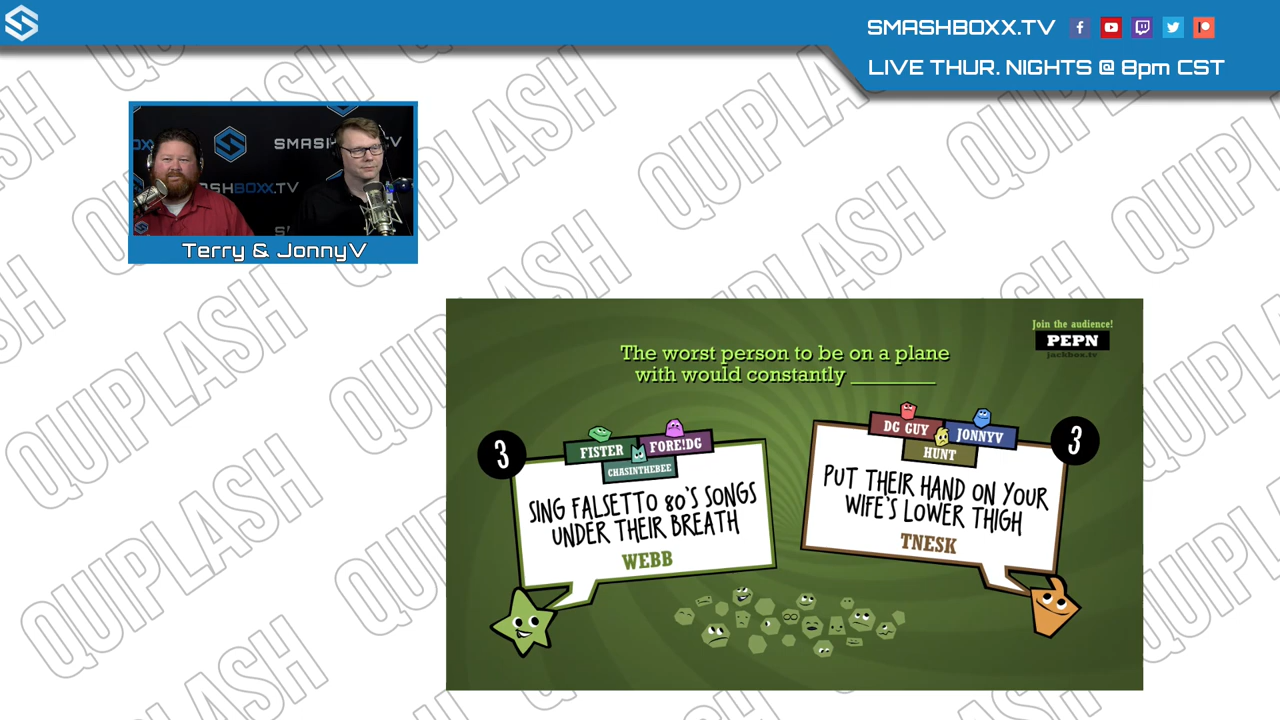 SMASHBOXX.TV
LIVE THUR. NIGHTS @ 8pm CST
QUIPLASH
SMASHBOXX.TV
Terry & JonnyV
Join the audience!
PEPN
jackbox.tv
The worst person to be on a plane
with would constantly ________
3
FISTER
FORE!DG
CHASINTHEBEE
SING FALSETTO 80'S SONGS
UNDER THEIR BREATH
WEBB
DG GUY
JONNYV
HUNT
3
PUT THEIR HAND ON YOUR
WIFE'S LOWER THIGH
TNESK